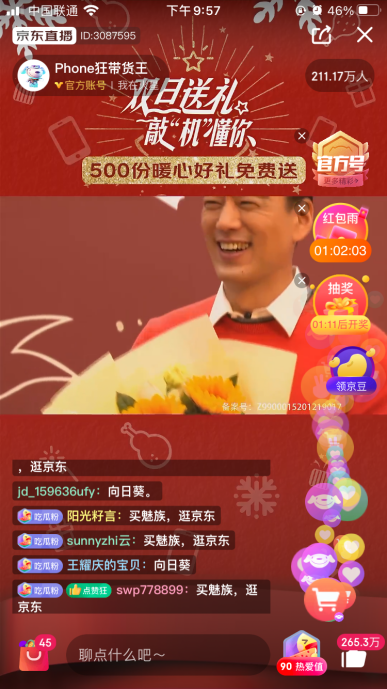 中国联通
下午 9:57
46%
京东直播 ID:3087595
Phone狂带货王
官方账号 | 我在
211.17万人
双旦送礼
敲“机”懂你
500份暖心好礼免费送
官方号
更多精彩
红包雨
01:02:03
抽奖
01:11后开奖
领京豆
，逛京东
jd_159636ufy：向日葵。
吃瓜粉 阳光籽言：买魅族，逛京东
吃瓜粉 sunnyzhi云：买魅族，逛京东
吃瓜粉 王耀庆的宝贝：向日葵
吃瓜粉 点赞狂 swp778899：买魅族，逛
京东
45
聊点什么吧～
90 热爱值
265.3万